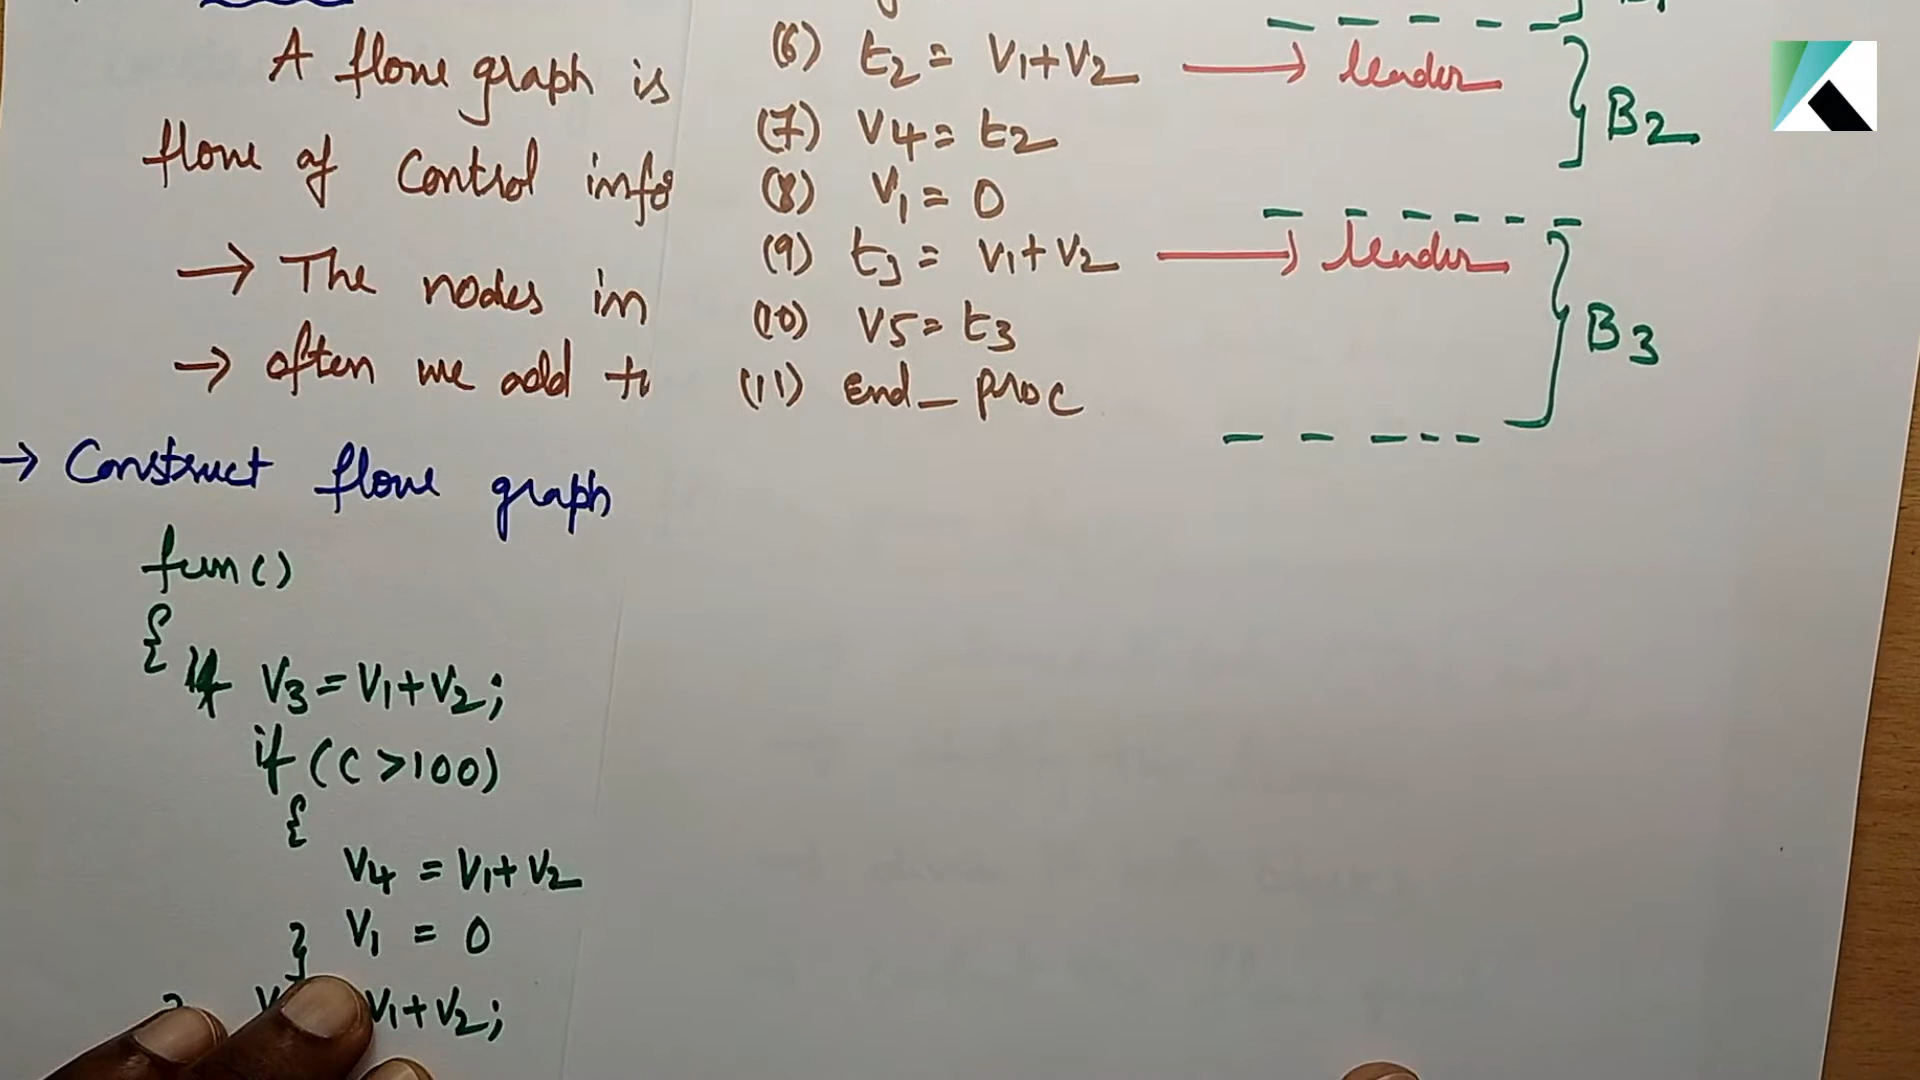 A flow graph is
flow of control info
→ The nodes in
→ often we add t
→ Construct flow graph
func()
{
V3 = V1+V2;
if (C >100)
{
V4 = V1+V2
V1 = 0
}
V1+V2;
(6) t2 = V1+V2 → leader
B2
(7) V4 = t2
(8) V1 = 0
(9) t3 = V1+V2 → leader
B3
(10) V5 = t3
(11) end_proc